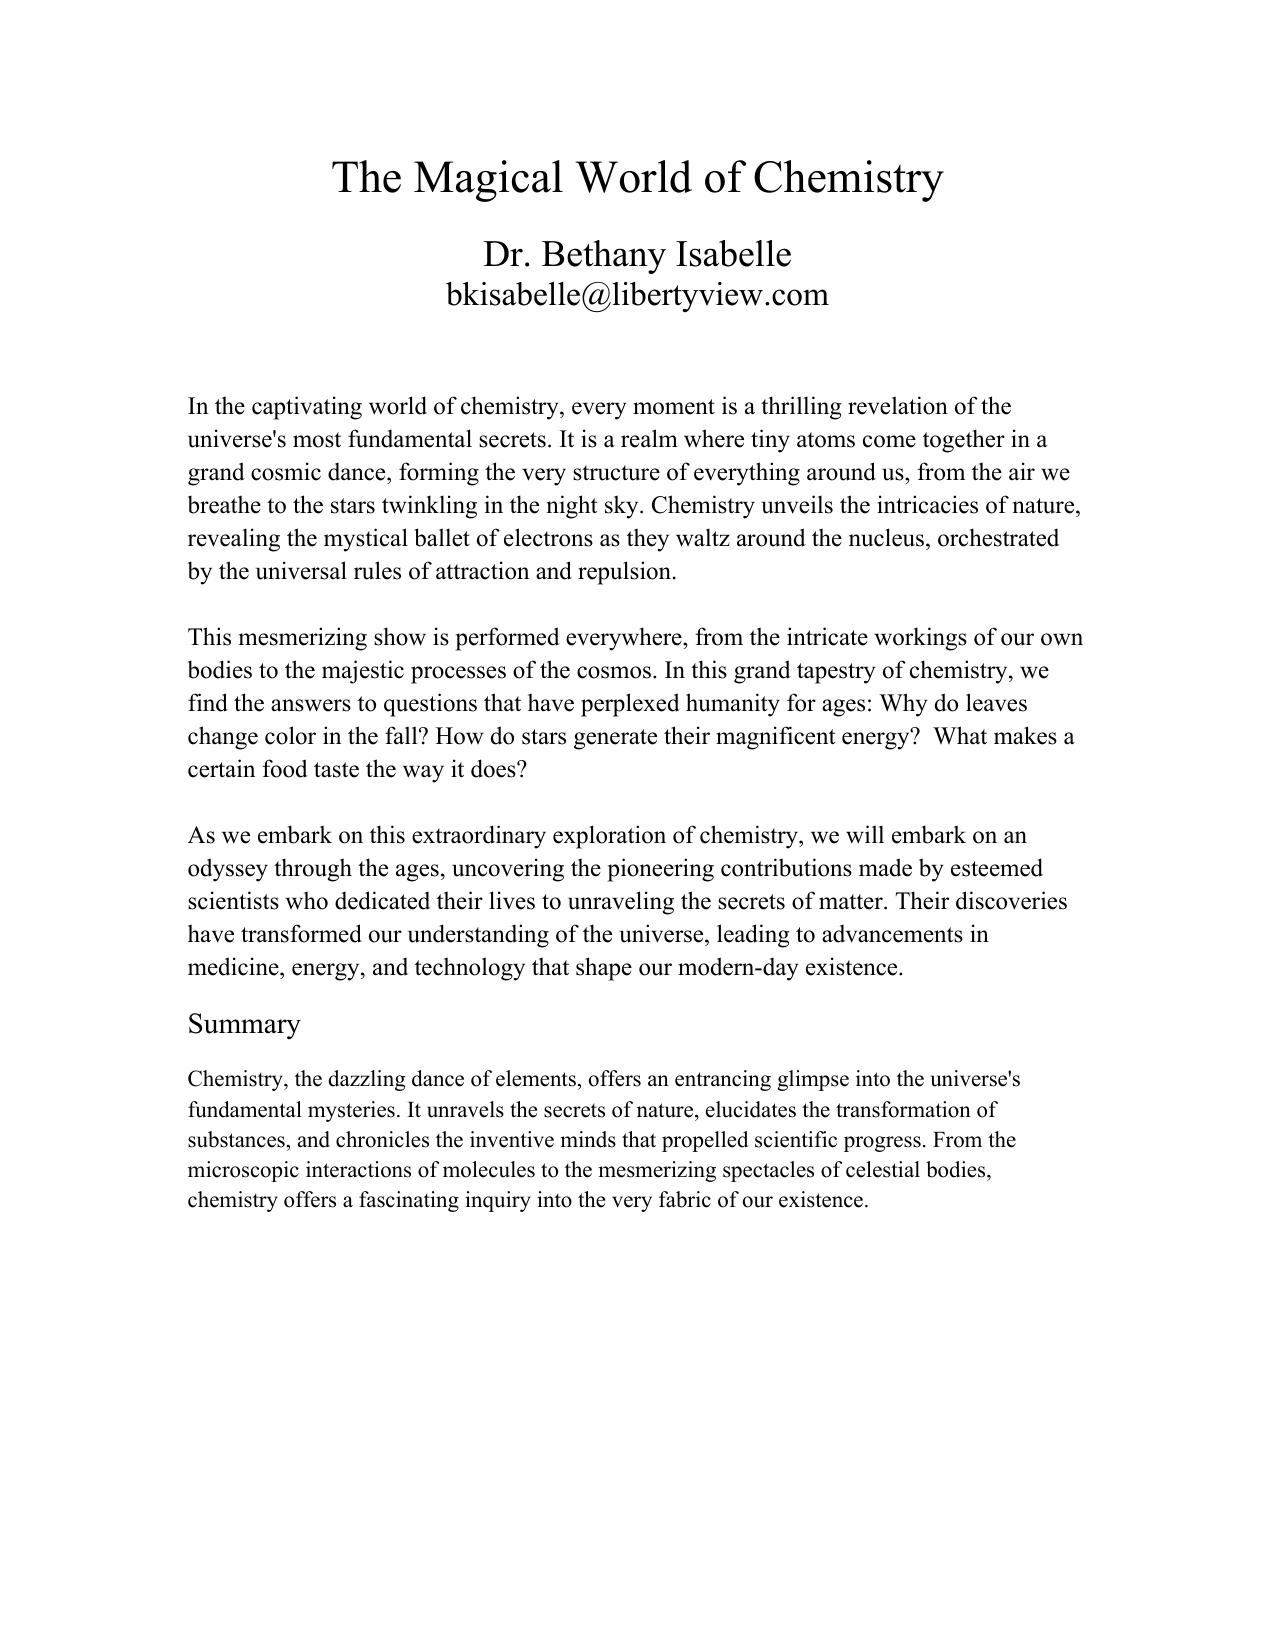 The Magical World of Chemistry
Dr. Bethany Isabelle
bkisabelle@libertyview.com
In the captivating world of chemistry, every moment is a thrilling revelation of the
universe's most fundamental secrets. It is a realm where tiny atoms come together in a
grand cosmic dance, forming the very structure of everything around us, from the air we
breathe to the stars twinkling in the night sky. Chemistry unveils the intricacies of nature,
revealing the mystical ballet of electrons as they waltz around the nucleus, orchestrated
by the universal rules of attraction and repulsion.
This mesmerizing show is performed everywhere, from the intricate workings of our own
bodies to the majestic processes of the cosmos. In this grand tapestry of chemistry, we
find the answers to questions that have perplexed humanity for ages: Why do leaves
change color in the fall? How do stars generate their magnificent energy?  What makes a
certain food taste the way it does?
As we embark on this extraordinary exploration of chemistry, we will embark on an
odyssey through the ages, uncovering the pioneering contributions made by esteemed
scientists who dedicated their lives to unraveling the secrets of matter. Their discoveries
have transformed our understanding of the universe, leading to advancements in
medicine, energy, and technology that shape our modern-day existence.
Summary
Chemistry, the dazzling dance of elements, offers an entrancing glimpse into the universe's
fundamental mysteries. It unravels the secrets of nature, elucidates the transformation of
substances, and chronicles the inventive minds that propelled scientific progress. From the
microscopic interactions of molecules to the mesmerizing spectacles of celestial bodies,
chemistry offers a fascinating inquiry into the very fabric of our existence.